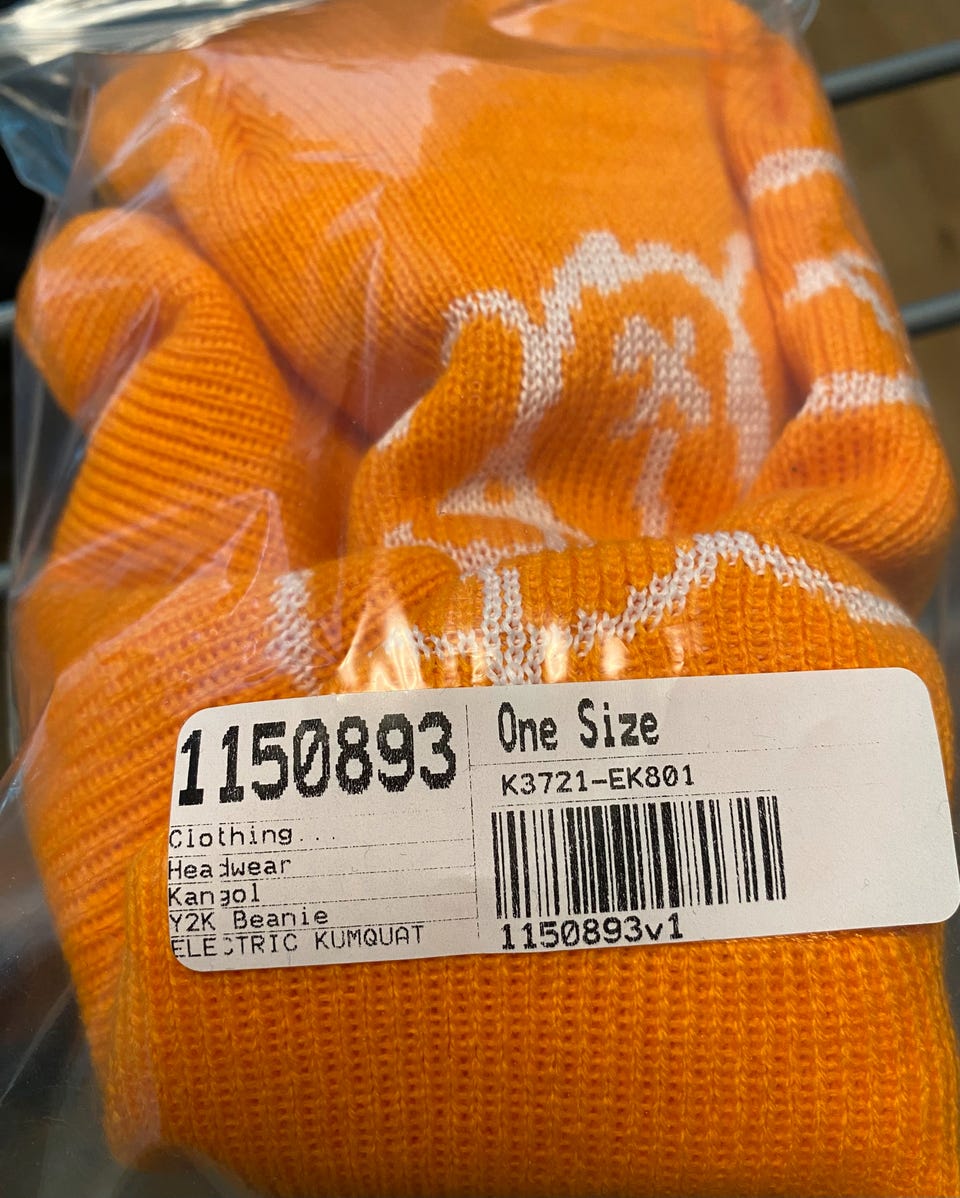 1150893
Clothing...
Headwear
Kangol
Y2K Beanie
ELECTRIC KUMQUAT
One Size
K3721-EK801
1150893v1